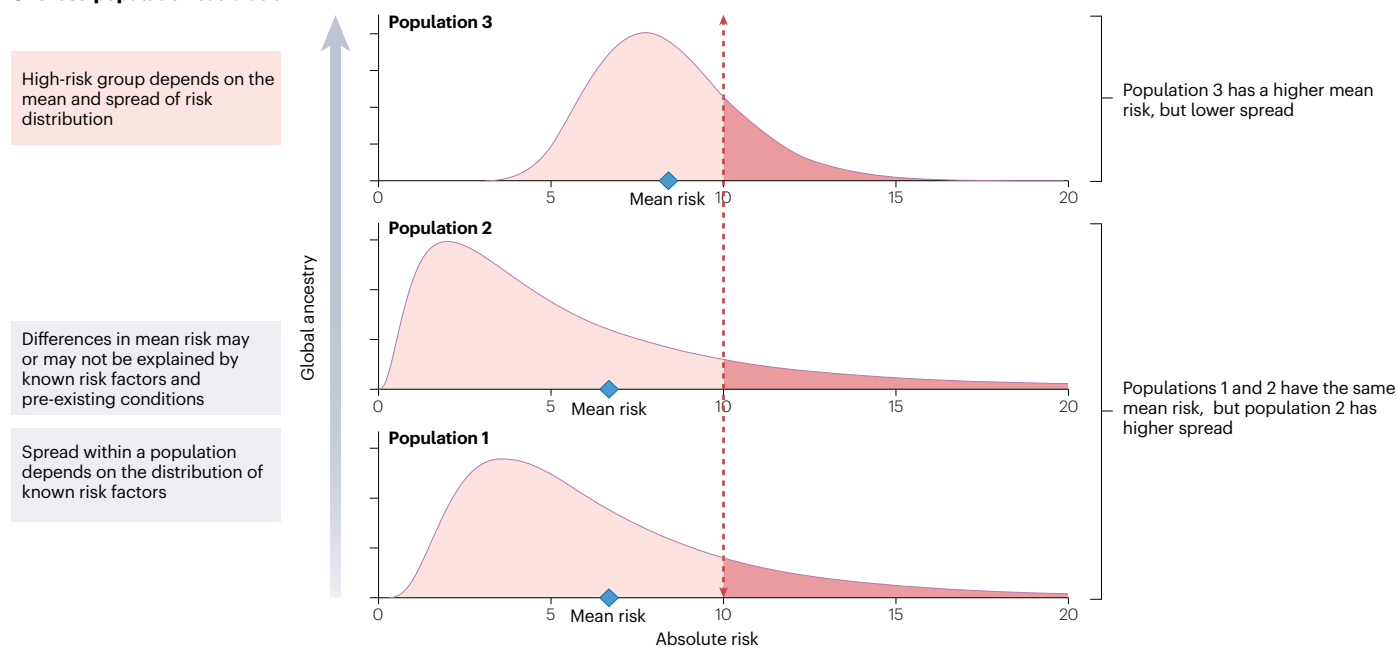 Population 3
High-risk group depends on the
mean and spread of risk
distribution
Population 3 has a higher mean
risk, but lower spread
0
5
Mean risk
10
15
20
Population 2
Global ancestry
Differences in mean risk may
or may not be explained by
known risk factors and
pre-existing conditions
0
5
Mean risk
10
15
20
Populations 1 and 2 have the same
mean risk, but population 2 has
higher spread
Population 1
Spread within a population
depends on the distribution of
known risk factors
0
5
Mean risk
10
15
20
Absolute risk